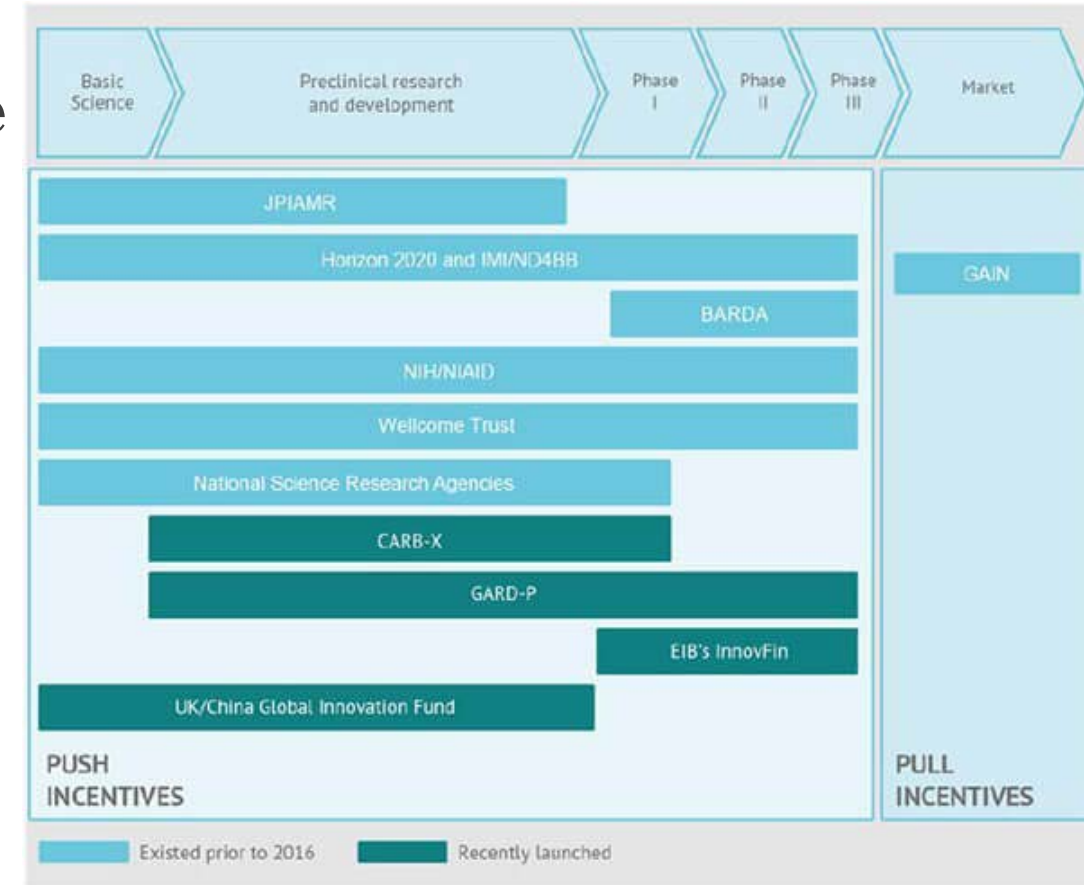 e
Basic
Science
Preclinical research
and development
Phase
I
Phase
II
Phase
III
Market
JPIAMR
Horizon 2020 and IMI/ND4BB
GAIN
BARDA
NIH/NIAID
Wellcome Trust
National Science Research Agencies
CARB-X
GARD-P
EIB's InnovFin
UK/China Global Innovation Fund
PUSH
INCENTIVES
PULL
INCENTIVES
Existed prior to 2016
Recently launched